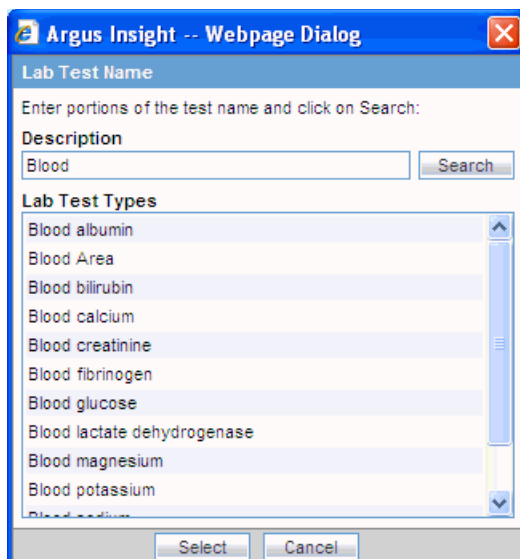 Argus Insight -- Webpage Dialog
Lab Test Name
Enter portions of the test name and click on Search:
Description
Blood Search
Lab Test Types
Blood albumin
Blood Area
Blood bilirubin
Blood calcium
Blood creatinine
Blood fibrinogen
Blood glucose
Blood lactate dehydrogenase
Blood magnesium
Blood potassium
Blood sodium
Select Cancel